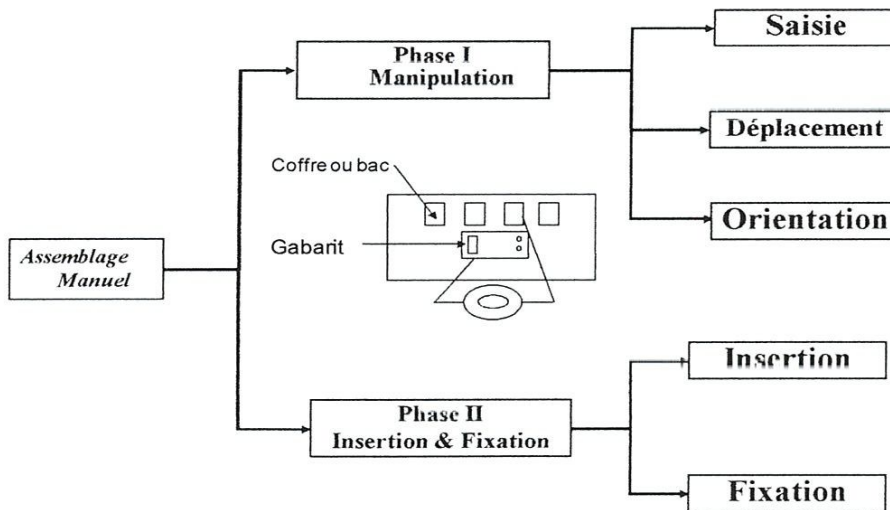 Saisie
Phase I
Manipulation
Déplacement
Coffre ou bac
Orientation
Gabarit
Assemblage
Manuel
Insertion
Phase II
Insertion & Fixation
Fixation